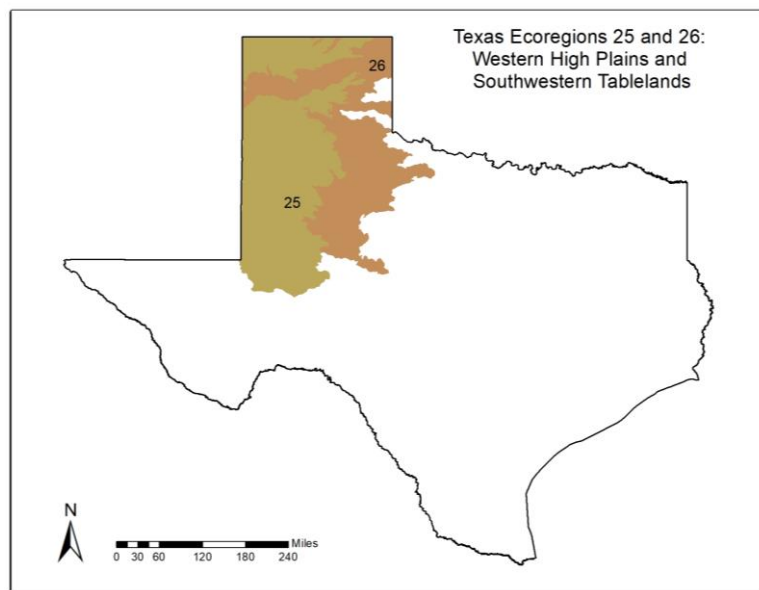 Texas Ecoregions 25 and 26:
Western High Plains and
Southwestern Tablelands
26
25
N
Miles
0 30 60 120 180 240